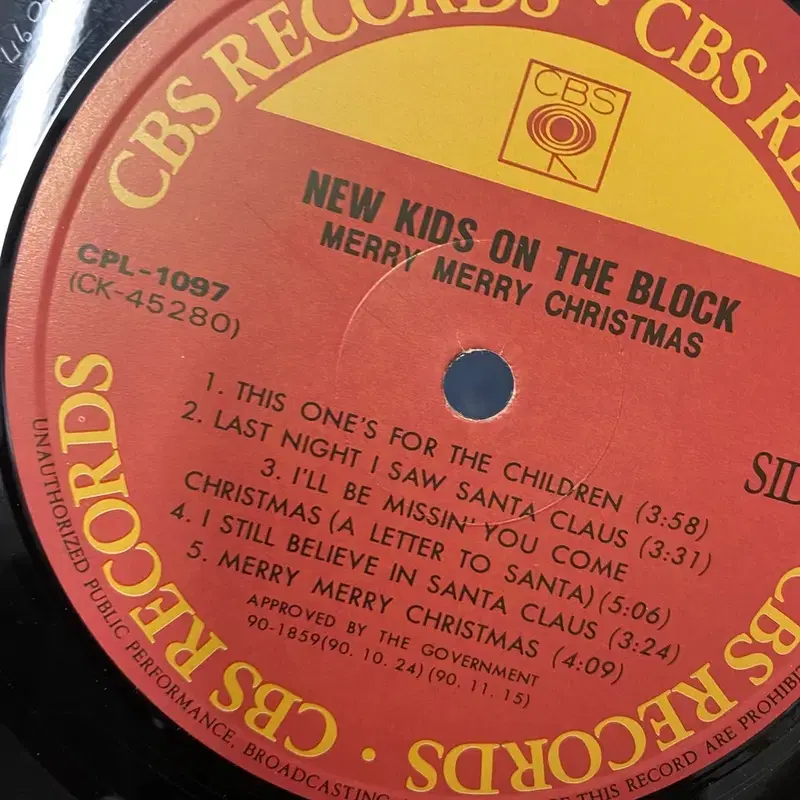 CBS RECORDS · CBS
CBS
NEW KIDS ON THE BLOCK
MERRY MERRY CHRISTMAS
CPL-1097
(CK-45280)
1. THIS ONE'S FOR THE CHILDREN (3:58)
2. LAST NIGHT I SAW SANTA CLAUS (3:31)
3. I'LL BE MISSIN' YOU COME
CHRISTMAS (A LETTER TO SANTA) (5:06)
4. I STILL BELIEVE IN SANTA CLAUS (3:24)
5. MERRY MERRY CHRISTMAS (4:09)
APPROVED BY THE GOVERNMENT
90-1859(90. 10. 24) (90. 11. 15)
CBS RECORDS · CBS RECORDS · CBS RECORDS
UNAUTHORIZED PUBLIC PERFORMANCE, BROADCASTING THIS RECORD ARE